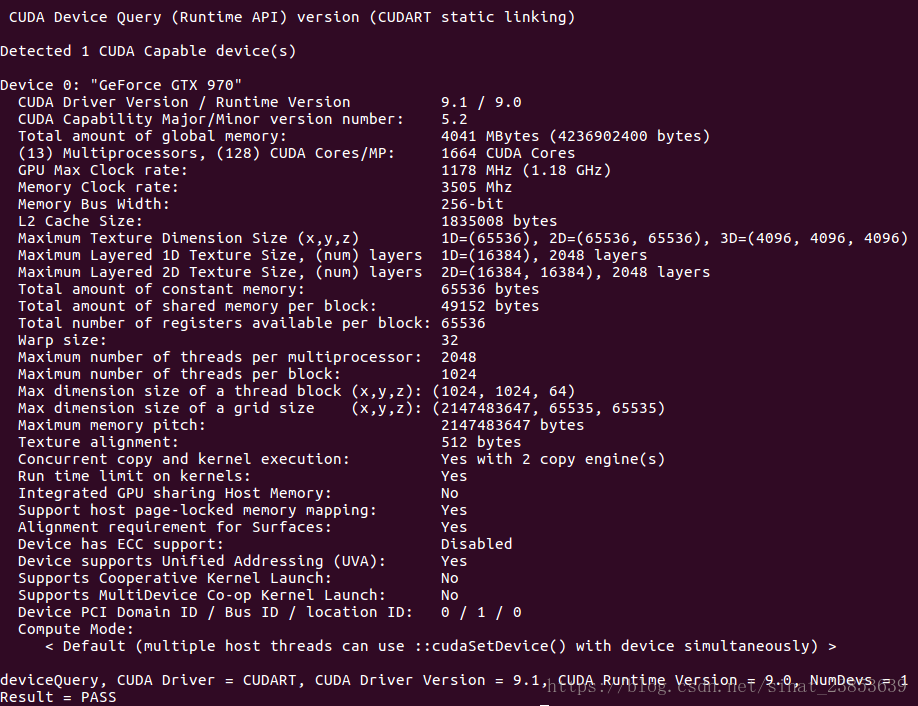 CUDA Device Query (Runtime API) version (CUDART static linking)
Detected 1 CUDA Capable device(s)
Device 0: "GeForce GTX 970"
CUDA Driver Version / Runtime Version 9.1 / 9.0
CUDA Capability Major/Minor version number: 5.2
Total amount of global memory: 4041 MBytes (4236902400 bytes)
(13) Multiprocessors, (128) CUDA Cores/MP: 1664 CUDA Cores
GPU Max Clock rate: 1178 MHz (1.18 GHz)
Memory Clock rate: 3505 Mhz
Memory Bus Width: 256-bit
L2 Cache Size: 1835008 bytes
Maximum Texture Dimension Size (x,y,z) 1D=(65536), 2D=(65536, 65536), 3D=(4096, 4096, 4096)
Maximum Layered 1D Texture Size, (num) layers 1D=(16384), 2048 layers
Maximum Layered 2D Texture Size, (num) layers 2D=(16384, 16384), 2048 layers
Total amount of constant memory: 65536 bytes
Total amount of shared memory per block: 49152 bytes
Total number of registers available per block: 65536
Warp size: 32
Maximum number of threads per multiprocessor: 2048
Maximum number of threads per block: 1024
Max dimension size of a thread block (x,y,z): (1024, 1024, 64)
Max dimension size of a grid size (x,y,z): (2147483647, 65535, 65535)
Maximum memory pitch: 2147483647 bytes
Texture alignment: 512 bytes
Concurrent copy and kernel execution: Yes with 2 copy engine(s)
Run time limit on kernels: Yes
Integrated GPU sharing Host Memory: No
Support host page-locked memory mapping: Yes
Alignment requirement for Surfaces: Yes
Device has ECC support: Disabled
Device supports Unified Addressing (UVA): Yes
Supports Cooperative Kernel Launch: No
Supports MultiDevice Co-op Kernel Launch: No
Device PCI Domain ID / Bus ID / location ID: 0 / 1 / 0
Compute Mode:
< Default (multiple host threads can use ::cudaSetDevice() with device simultaneously) >
deviceQuery, CUDA Driver = CUDART, CUDA Driver Version = 9.1, CUDA Runtime Version = 9.0, NumDevs = 1
https://blog.csdn.net/sinat_23853639
Result = PASS